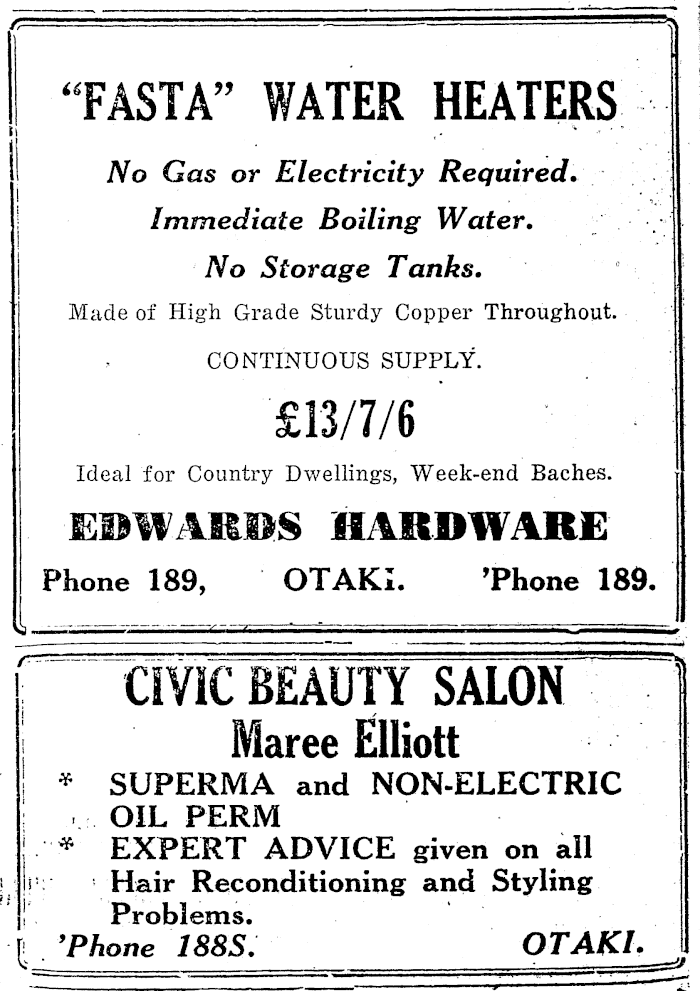 "FASTA" WATER HEATERS
No Gas or Electricity Required.
Immediate Boiling Water.
No Storage Tanks.
Made of High Grade Sturdy Copper Throughout.
CONTINUOUS SUPPLY.
£13/7/6
Ideal for Country Dwellings, Week-end Baches.
EDWARDS HARDWARE
Phone 189, OTAKI. 'Phone 189.
CIVIC BEAUTY SALON
Maree Elliott
* SUPERMA and NON-ELECTRIC
OIL PERM
* EXPERT ADVICE given on all
Hair Reconditioning and Styling
Problems.
'Phone 188S. OTAKI.